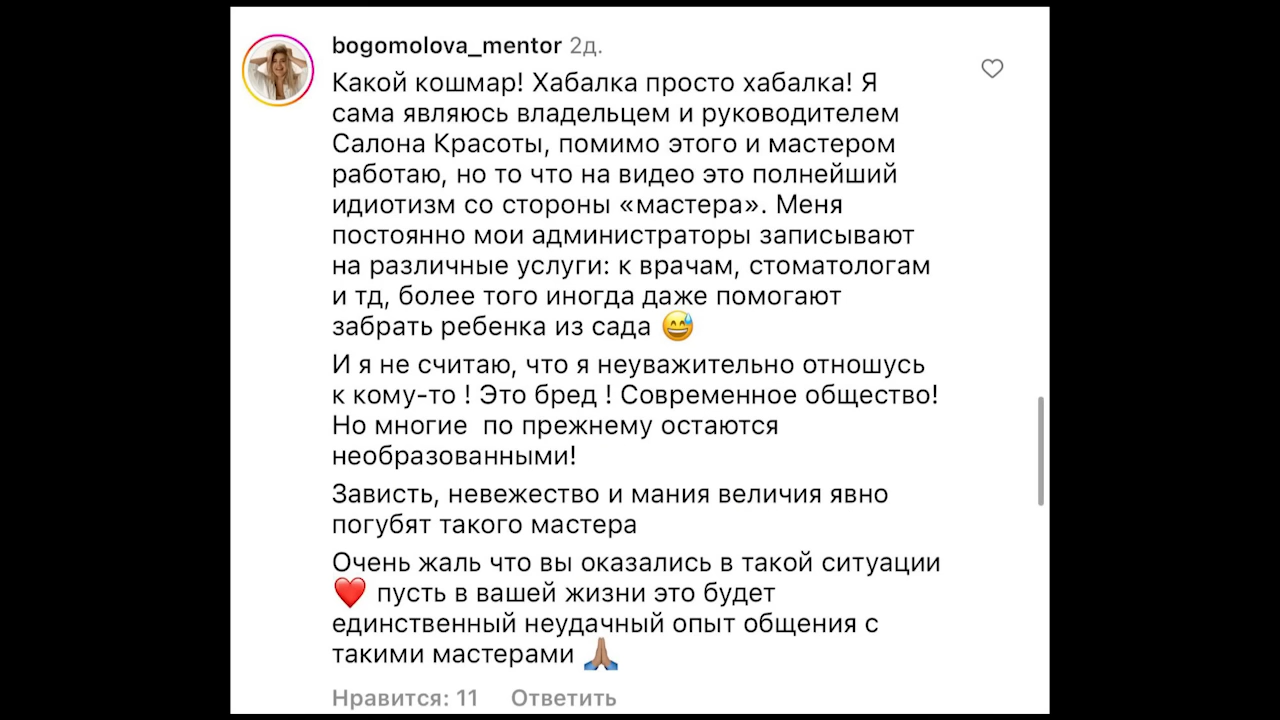 bogomolova_mentor 2д.
Какой кошмар! Хабалка просто хабалка! Я
сама являюсь владельцем и руководителем
Салона Красоты, помимо этого и мастером
работаю, но то что на видео это полнейший
идиотизм со стороны «мастера». Меня
постоянно мои администраторы записывают
на различные услуги: к врачам, стоматологам
и тд, более того иногда даже помогают
забрать ребенка из сада 😅
И я не считаю, что я неуважительно отношусь
к кому-то ! Это бред ! Современное общество!
Но многие  по прежнему остаются
необразованными!
Зависть, невежество и мания величия явно
погубят такого мастера
Очень жаль что вы оказались в такой ситуации
❤️ пусть в вашей жизни это будет
единственный неудачный опыт общения с
такими мастерами 🙏🏽
Нравится: 11 Ответить